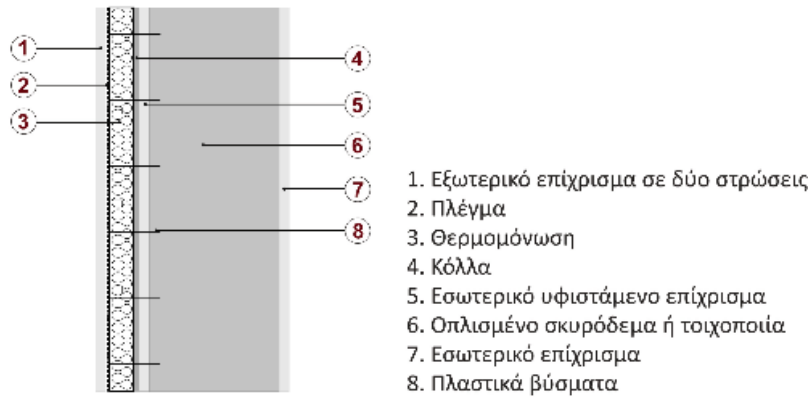 1
2
3
4
5
6
7
8
1. Εξωτερικό επίχρισμα σε δύο στρώσεις
2. Πλέγμα
3. Θερμομόνωση
4. Κόλλα
5. Εσωτερικό υφιστάμενο επίχρισμα
6. Οπλισμένο σκυρόδεμα ή τοιχοποιία
7. Εσωτερικό επίχρισμα
8. Πλαστικά βύσματα